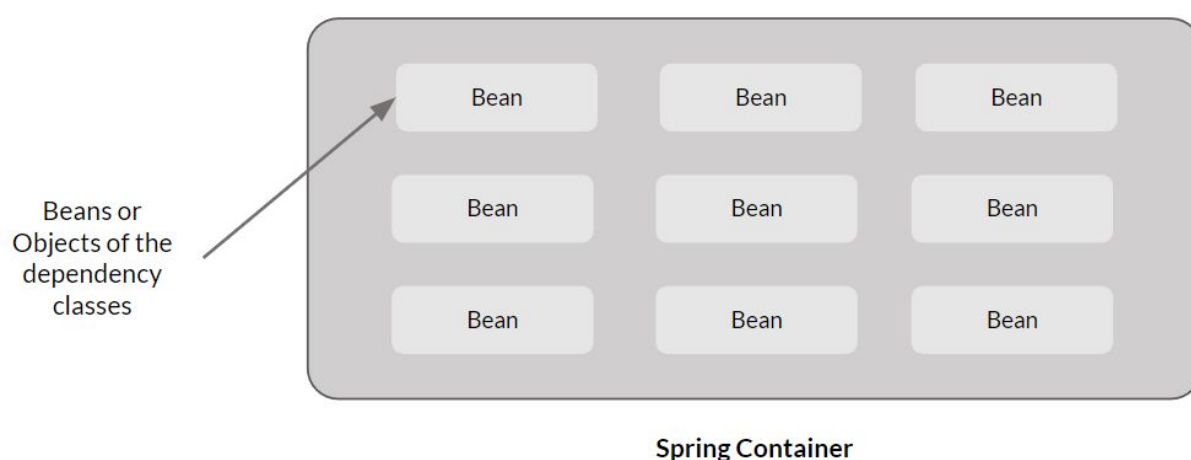 Bean Bean Bean
Beans or
Objects of the
dependency
classes
Bean Bean Bean
Bean Bean Bean
Spring Container